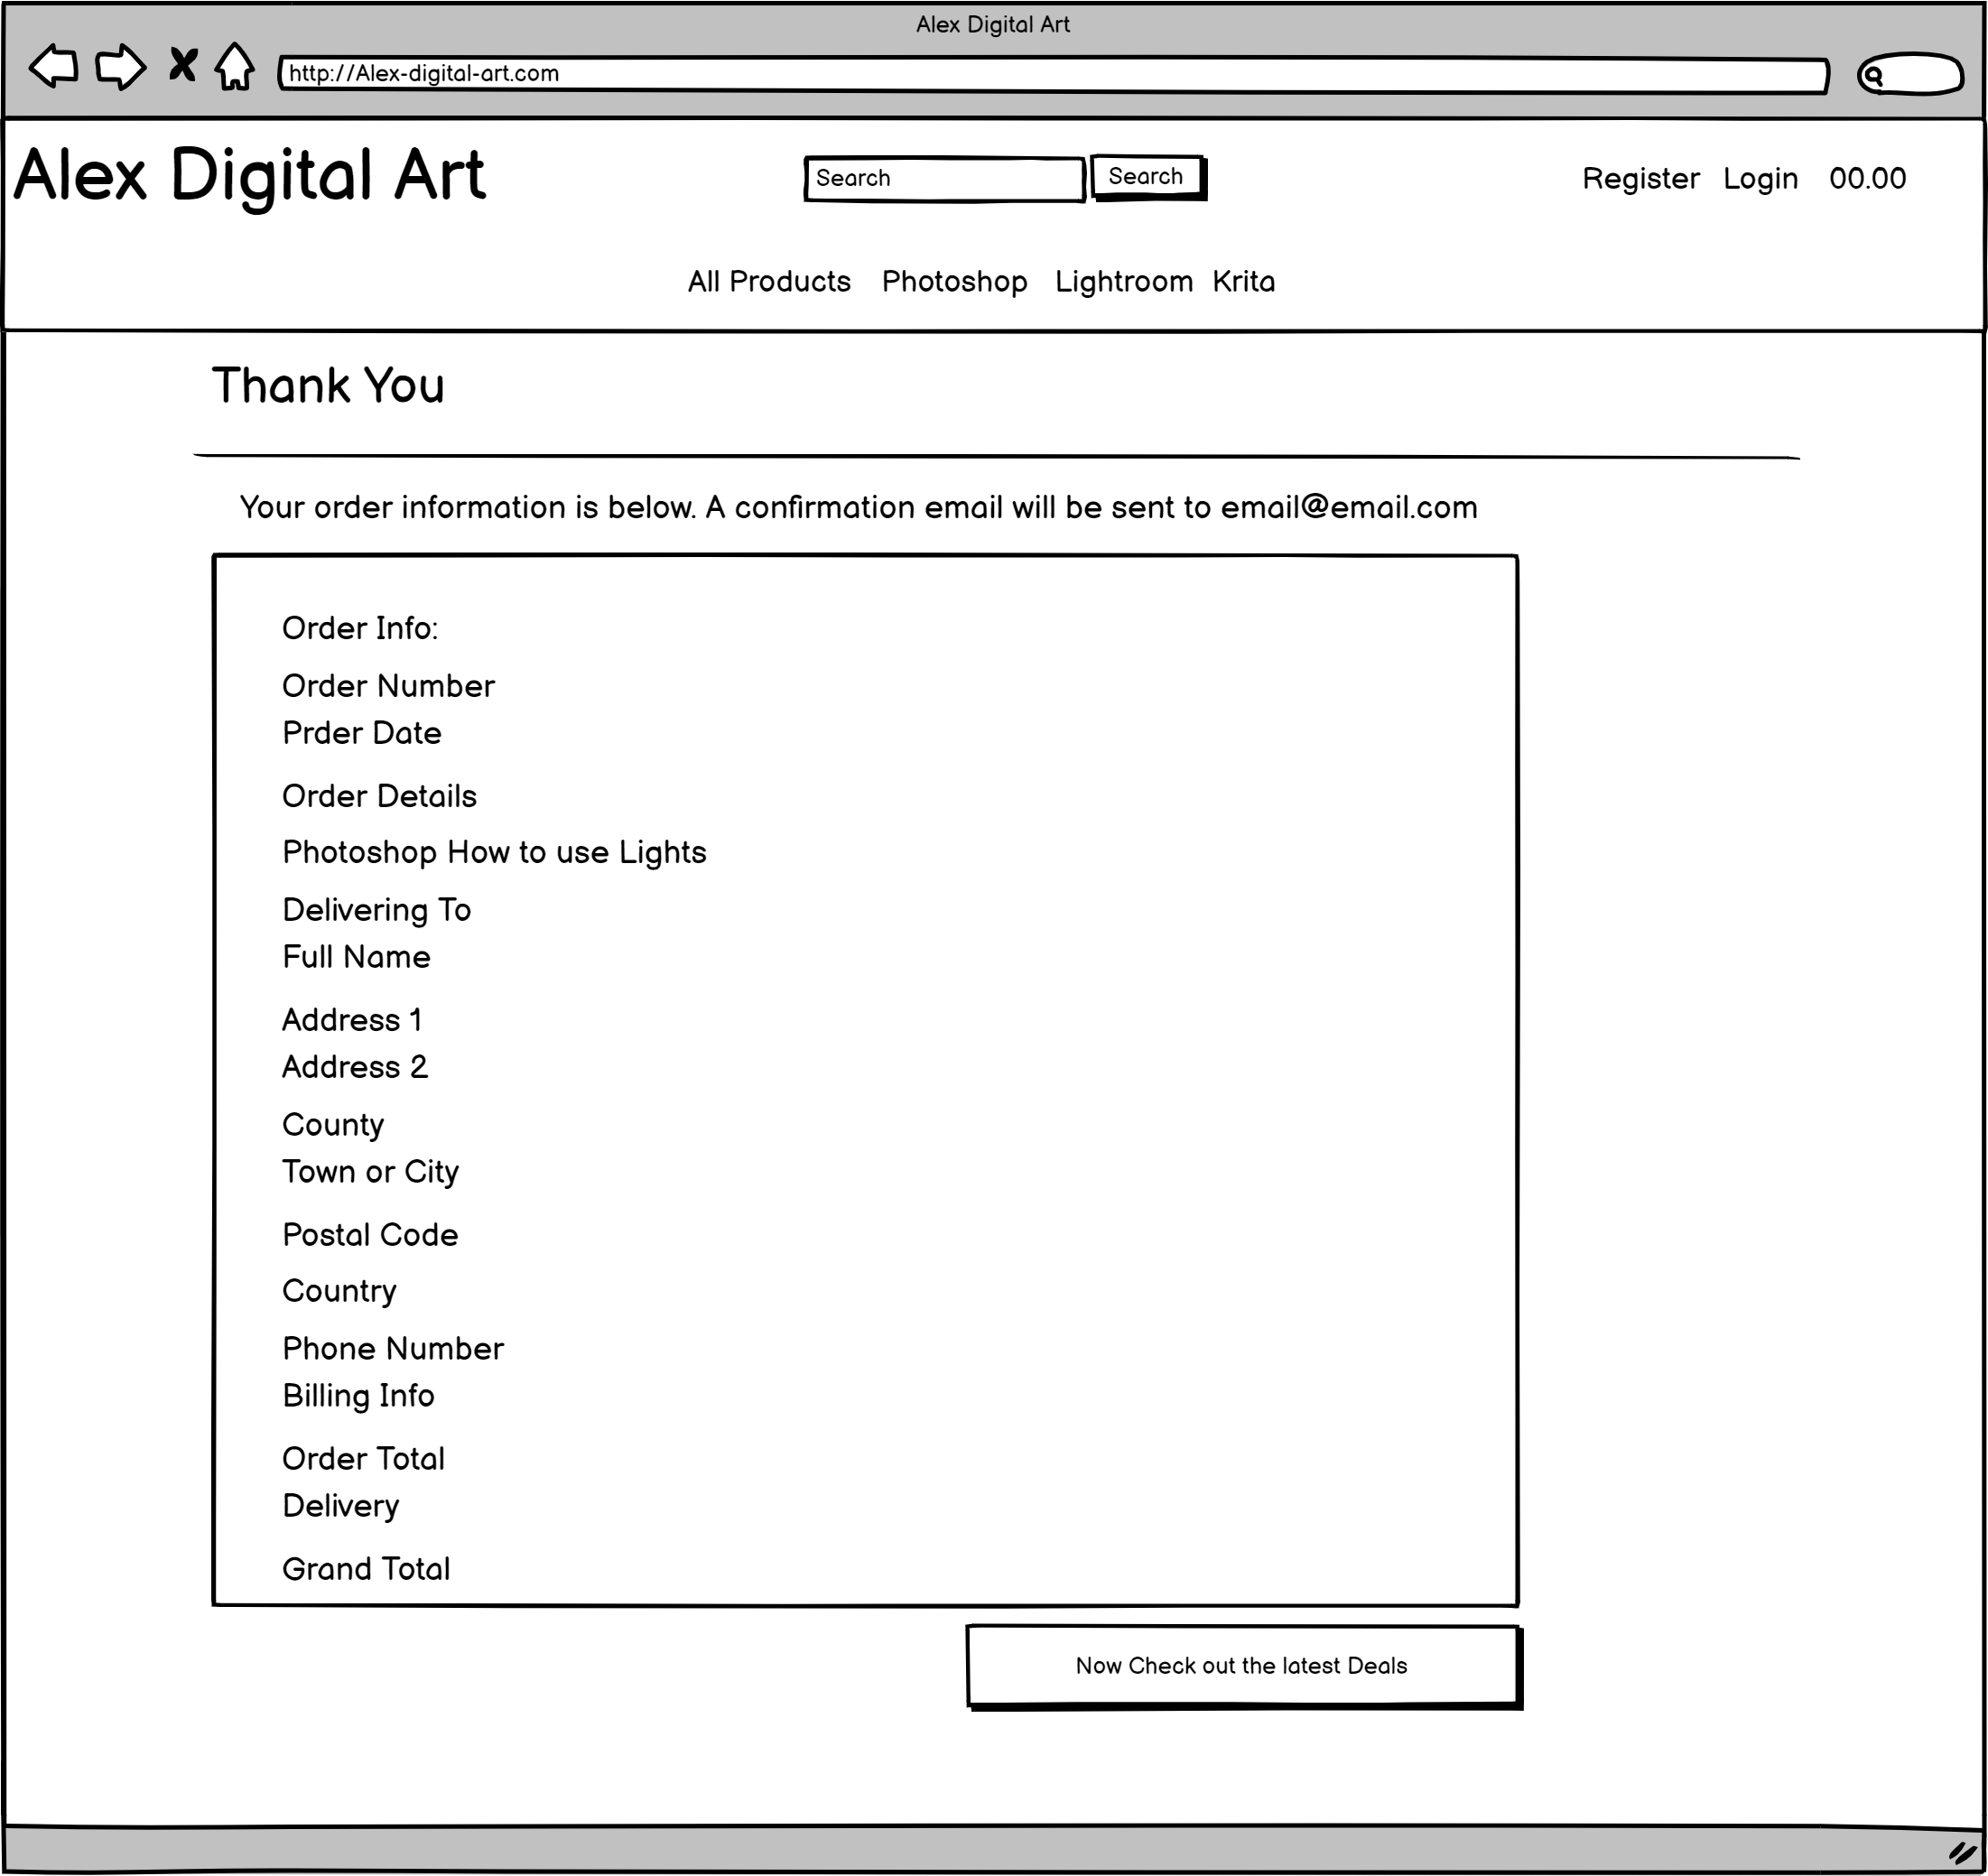 Alex Digital Art
http://Alex-digital-art.com
Alex Digital Art
Search Search
Register Login 00.00
All Products Photoshop Lightroom Krita
Thank You
Your order information is below. A confirmation email will be sent to email@email.com
Order Info:
Order Number
Prder Date
Order Details
Photoshop How to use Lights
Delivering To
Full Name
Address 1
Address 2
County
Town or City
Postal Code
Country
Phone Number
Billing Info
Order Total
Delivery
Grand Total
Now Check out the latest Deals